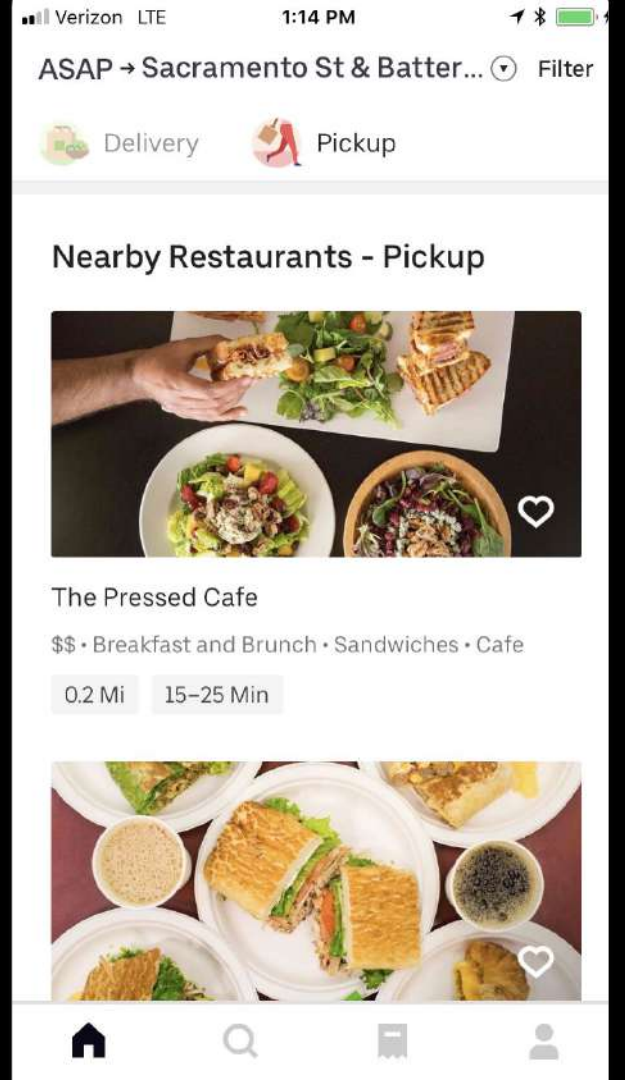 Verizon LTE 1:14 PM
ASAP → Sacramento St & Batter... Filter
Delivery Pickup
Nearby Restaurants - Pickup
The Pressed Cafe
$$ • Breakfast and Brunch • Sandwiches • Cafe
0.2 Mi 15–25 Min